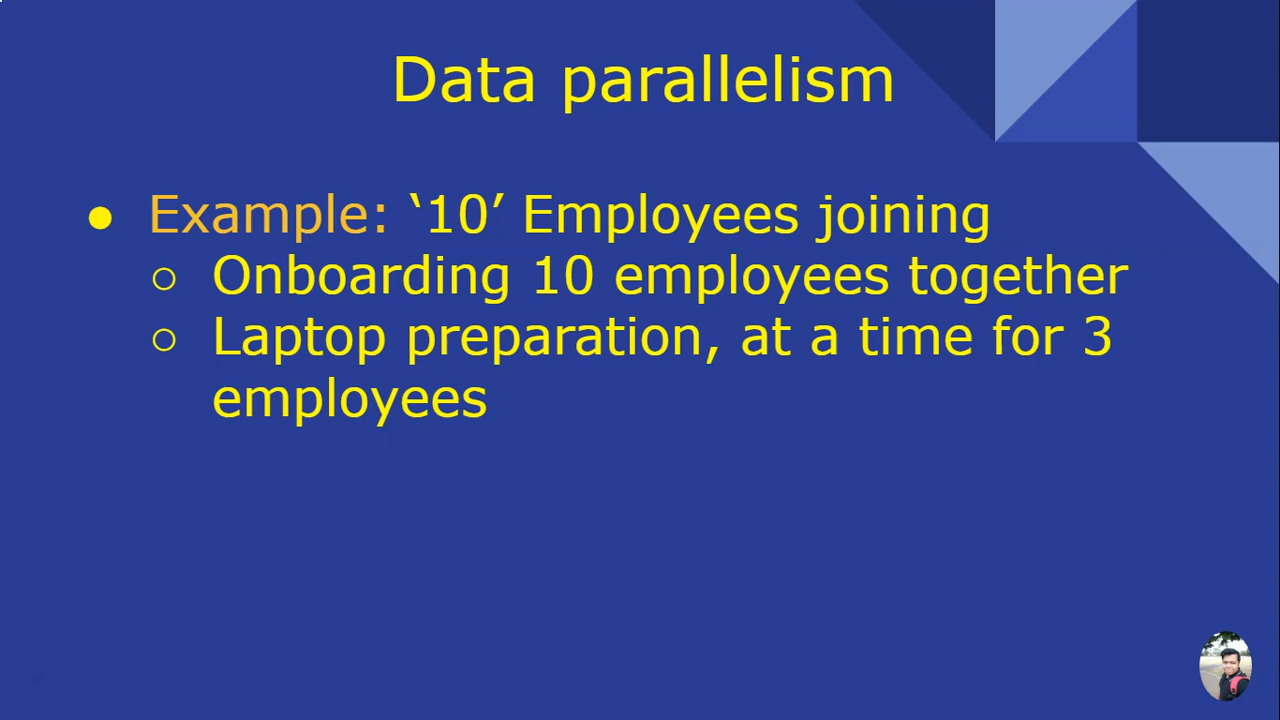 Data parallelism
● Example: ‘10’ Employees joining
○ Onboarding 10 employees together
○ Laptop preparation, at a time for 3
employees